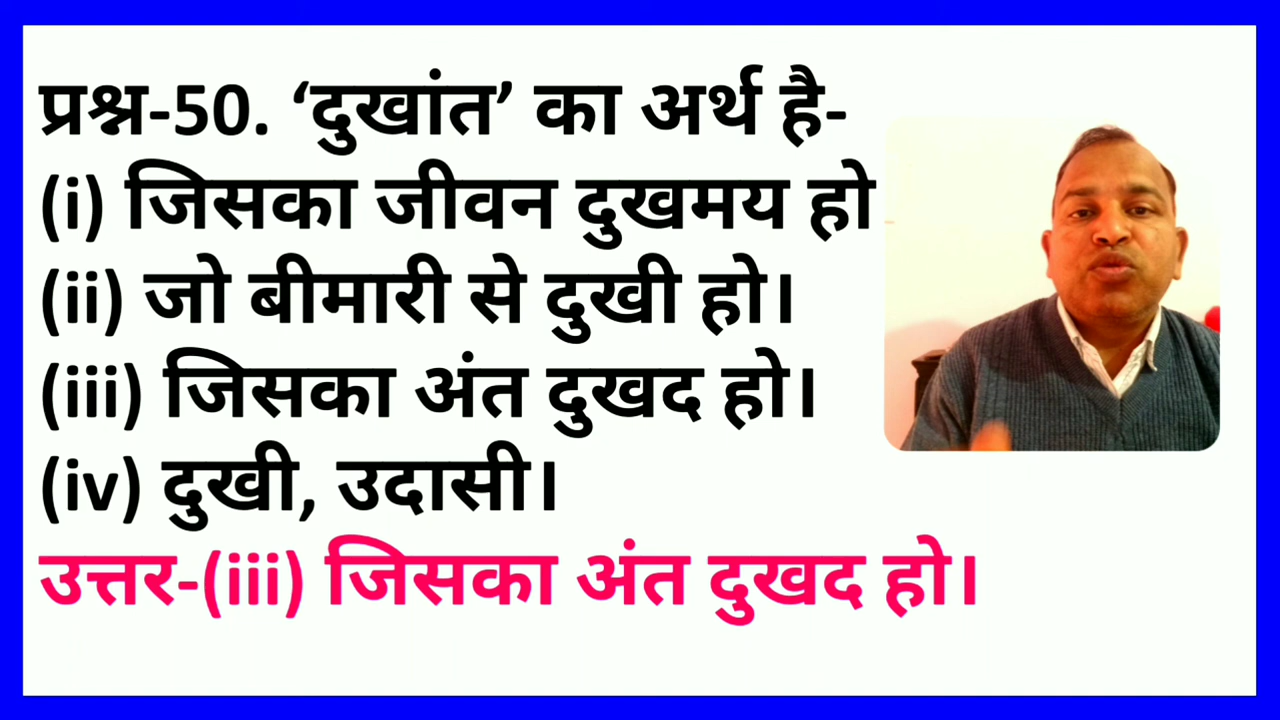 प्रश्न-50. ‘दुखांत’ का अर्थ है-
(i) जिसका जीवन दुखमय हो
(ii) जो बीमारी से दुखी हो।
(iii) जिसका अंत दुखद हो।
(iv) दुखी, उदासी।
उत्तर-(iii) जिसका अंत दुखद हो।